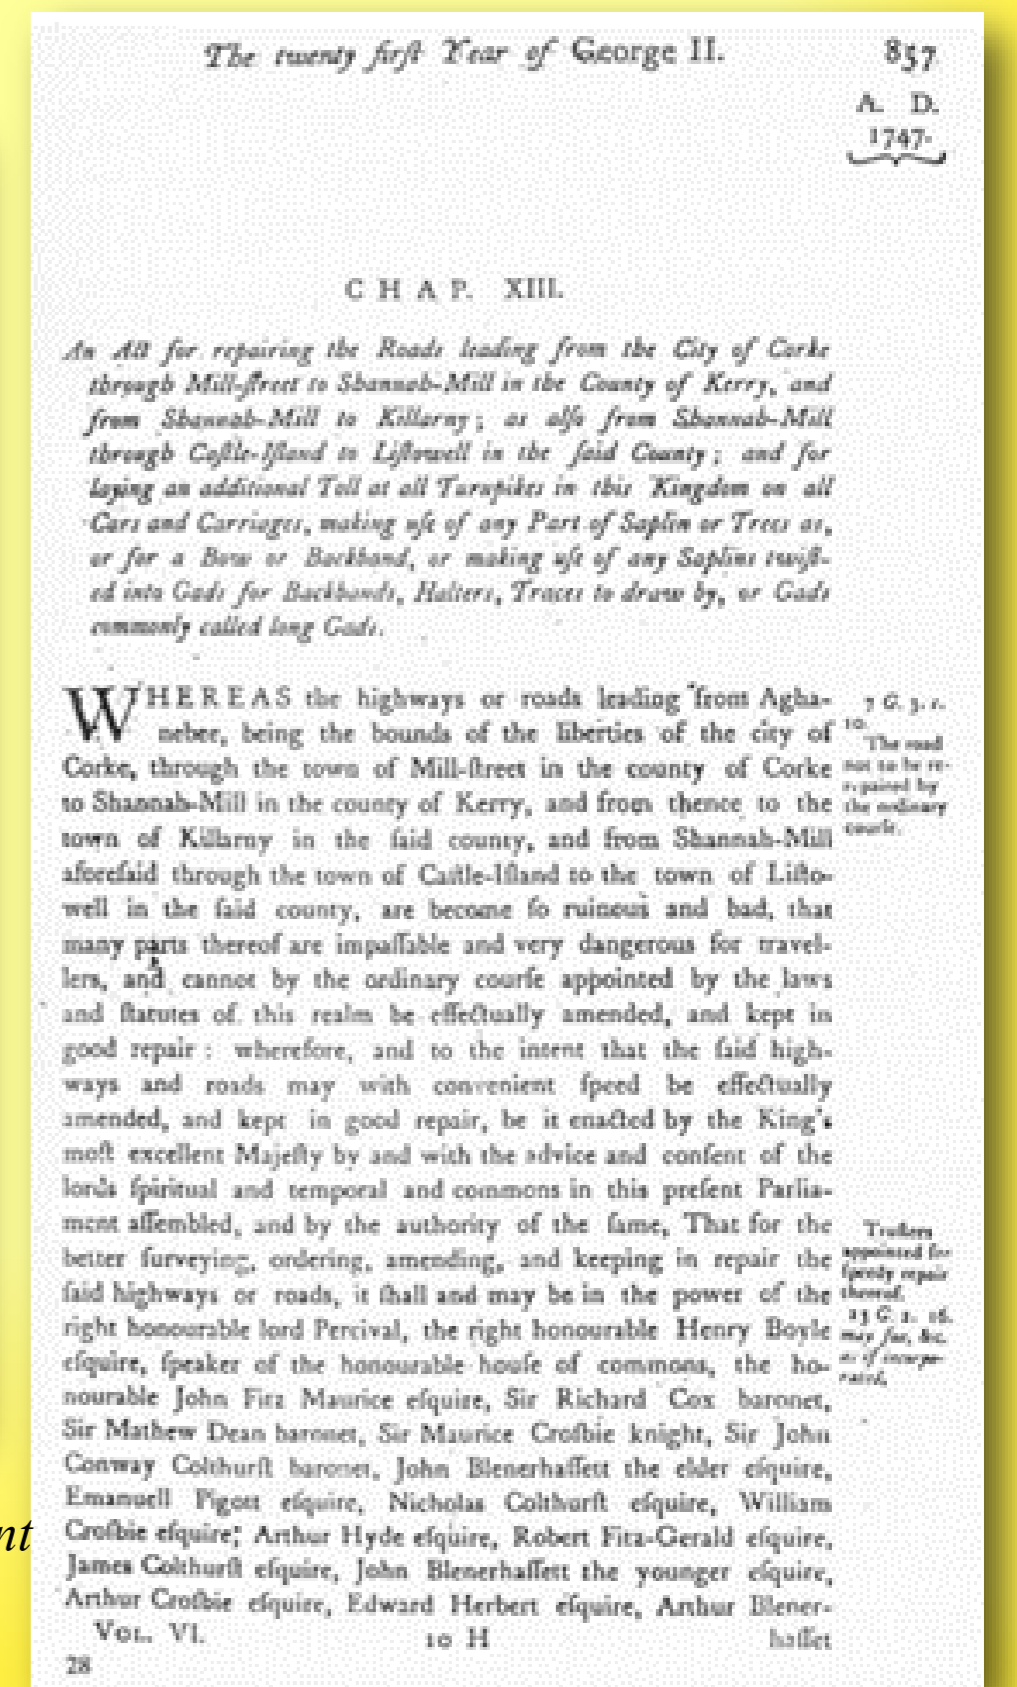 The twenty firſt Year of George II.
857
A. D.
1747.
CHAP. XIII.
An Act for repairing the Roads leading from the City of Corke
through Mill-ſtreet to Shannah-Mill in the County of Kerry, and
from Shannah-Mill to Killarny; as alſo from Shannah-Mill
through Caſtle-Iſland to Liſtowell in the ſaid County; and for
laying an additional Toll at all Turnpikes in this Kingdom on all
Cars and Carriages, making uſe of any Part of Saplin or Trees as,
or for a Bow or Backband, or making uſe of any Saplins twiſt-
ed into Gads for Backbands, Halters, Traces to draw by, or Gads
commonly called long Gads.
WHEREAS the highways or roads leading from Agha-
neber, being the bounds of the liberties of the city of
Corke, through the town of Mill-ſtreet in the county of Corke
to Shannah-Mill in the county of Kerry, and from thence to the
town of Killarny in the ſaid county, and from Shannah-Mill
aforeſaid through the town of Caſtle-Iſland to the town of Liſto-
well in the ſaid county, are become ſo ruinous and bad, that
many parts thereof are impaſſable and very dangerous for travel-
lers, and cannot by the ordinary courſe appointed by the laws
and ſtatutes of this realm be effectually amended, and kept in
good repair: wherefore, and to the intent that the ſaid high-
ways and roads may with convenient ſpeed be effectually
amended, and kept in good repair, be it enacted by the King's
moſt excellent Majeſty by and with the advice and conſent of the
lords ſpiritual and temporal and commons in this preſent Parlia-
ment aſſembled, and by the authority of the ſame, That for the
better ſurveying, ordering, amending, and keeping in repair the
ſaid highways or roads, it ſhall and may be in the power of the
right honourable lord Percival, the right honourable Henry Boyle
eſquire, ſpeaker of the honourable houſe of commons, the ho-
nourable John Fitz Maurice eſquire, Sir Richard Cox baronet,
Sir Mathew Dean baronet, Sir Maurice Croſbie knight, Sir John
Conway Colthurſt baronet, John Blenerhaſſett the elder eſquire,
Emanuell Pigott eſquire, Nicholas Colthurſt eſquire, William
Croſbie eſquire; Arthur Hyde eſquire, Robert Fitz-Gerald eſquire,
James Colthurſt eſquire, John Blenerhaſſett the younger eſquire,
Arthur Croſbie eſquire, Edward Herbert eſquire, Arthur Blener-
VOL. VI. 10 H haſſet
28
7 G. 3. c.
10.
The road
not to be re-
repaired by
the ordinary
courſe.
Truſtees
appointed for
ſpeedy repair
thereof.
23 G. 2. 16.
may ſue, &c.
as if incorpo-
rated.
nt